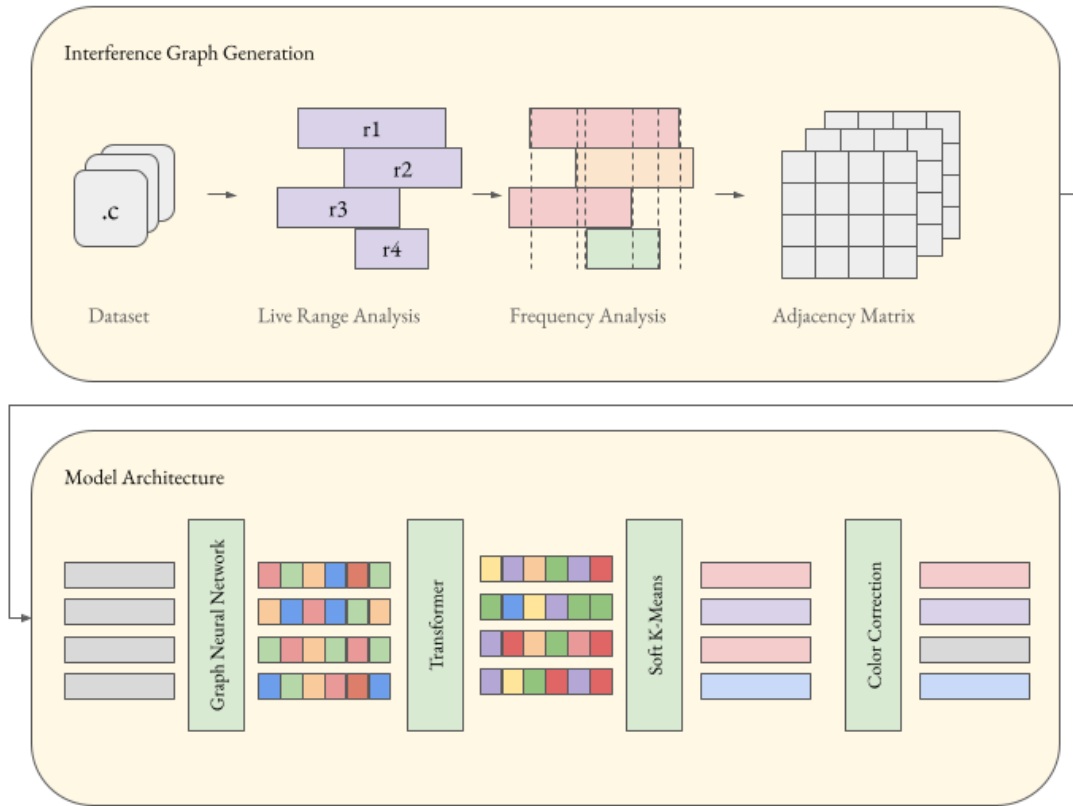 Interference Graph Generation
r1
r2
r3
r4
.c
Dataset
Live Range Analysis
Frequency Analysis
Adjacency Matrix
Model Architecture
Graph Neural Network
Transformer
Soft K-Means
Color Correction